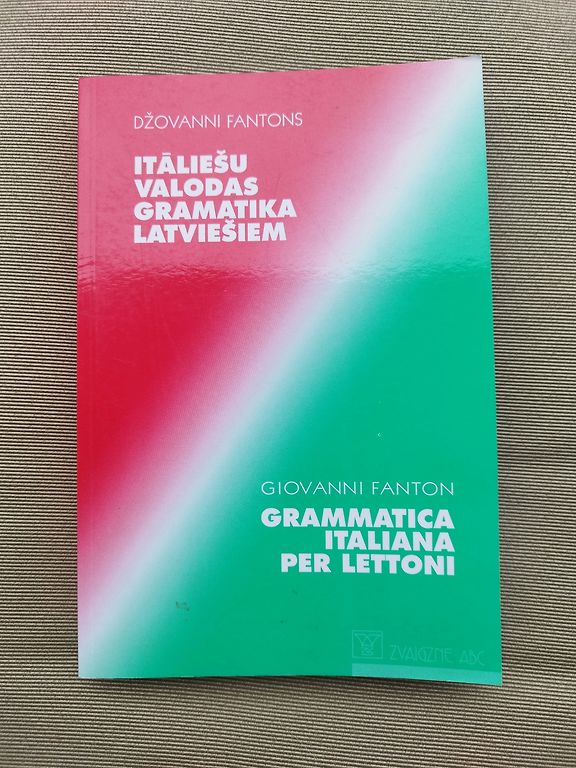 DŽOVANNI FANTONS
ITĀLIEŠU
VALODAS
GRAMATIKA
LATVIEŠIEM
GIOVANNI FANTON
GRAMMATICA
ITALIANA
PER LETTONI
ZVAIGZNE ABC